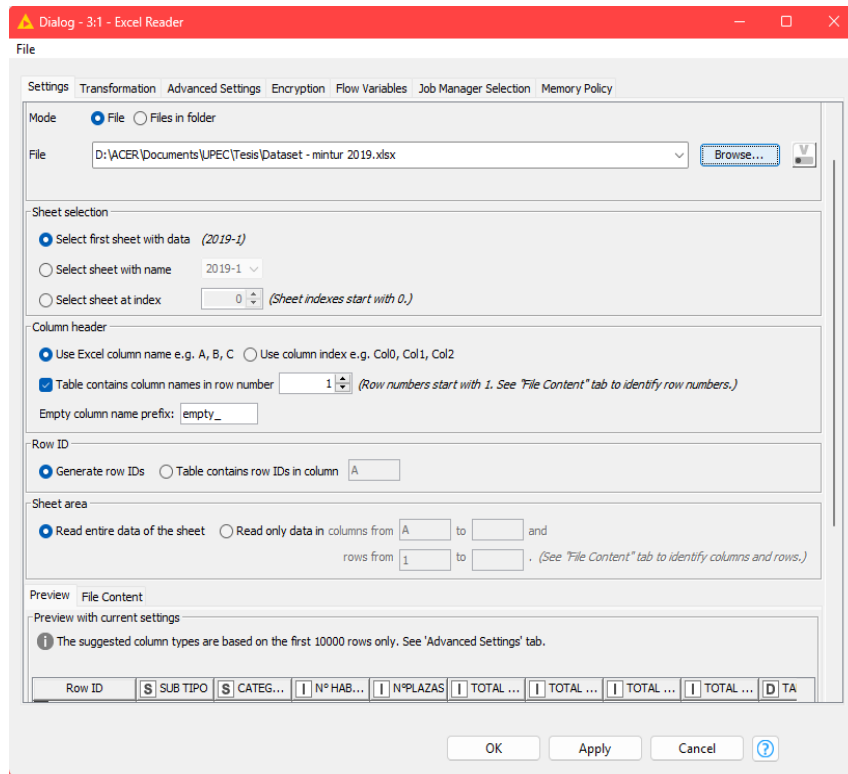 Dialog - 3:1 - Excel Reader
File
Settings Transformation Advanced Settings Encryption Flow Variables Job Manager Selection Memory Policy
Mode File Files in folder
File D:\ACER\Documents\UPEC\Tesis\Dataset - mintur 2019.xlsx Browse... V
Sheet selection
Select first sheet with data (2019-1)
Select sheet with name 2019-1
Select sheet at index 0 (Sheet indexes start with 0.)
Column header
Use Excel column name e.g. A, B, C Use column index e.g. Col0, Col1, Col2
Table contains column names in row number 1 (Row numbers start with 1. See "File Content" tab to identify row numbers.)
Empty column name prefix: empty_
Row ID
Generate row IDs Table contains row IDs in column A
Sheet area
Read entire data of the sheet Read only data in columns from A to and
rows from 1 to . (See "File Content" tab to identify columns and rows.)
Preview File Content
Preview with current settings
The suggested column types are based on the first 10000 rows only. See 'Advanced Settings' tab.
Row ID S SUB TIPO S CATEG... I Nº HAB... I NºPLAZAS I TOTAL ... I TOTAL ... I TOTAL ... I TOTAL ... D TA
OK Apply Cancel ?